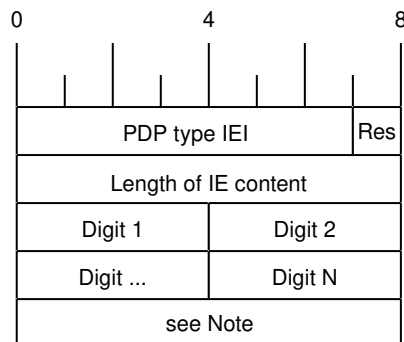 0 4 8
PDP type IEI Res
Length of IE content
Digit 1 Digit 2
Digit ... Digit N
see Note